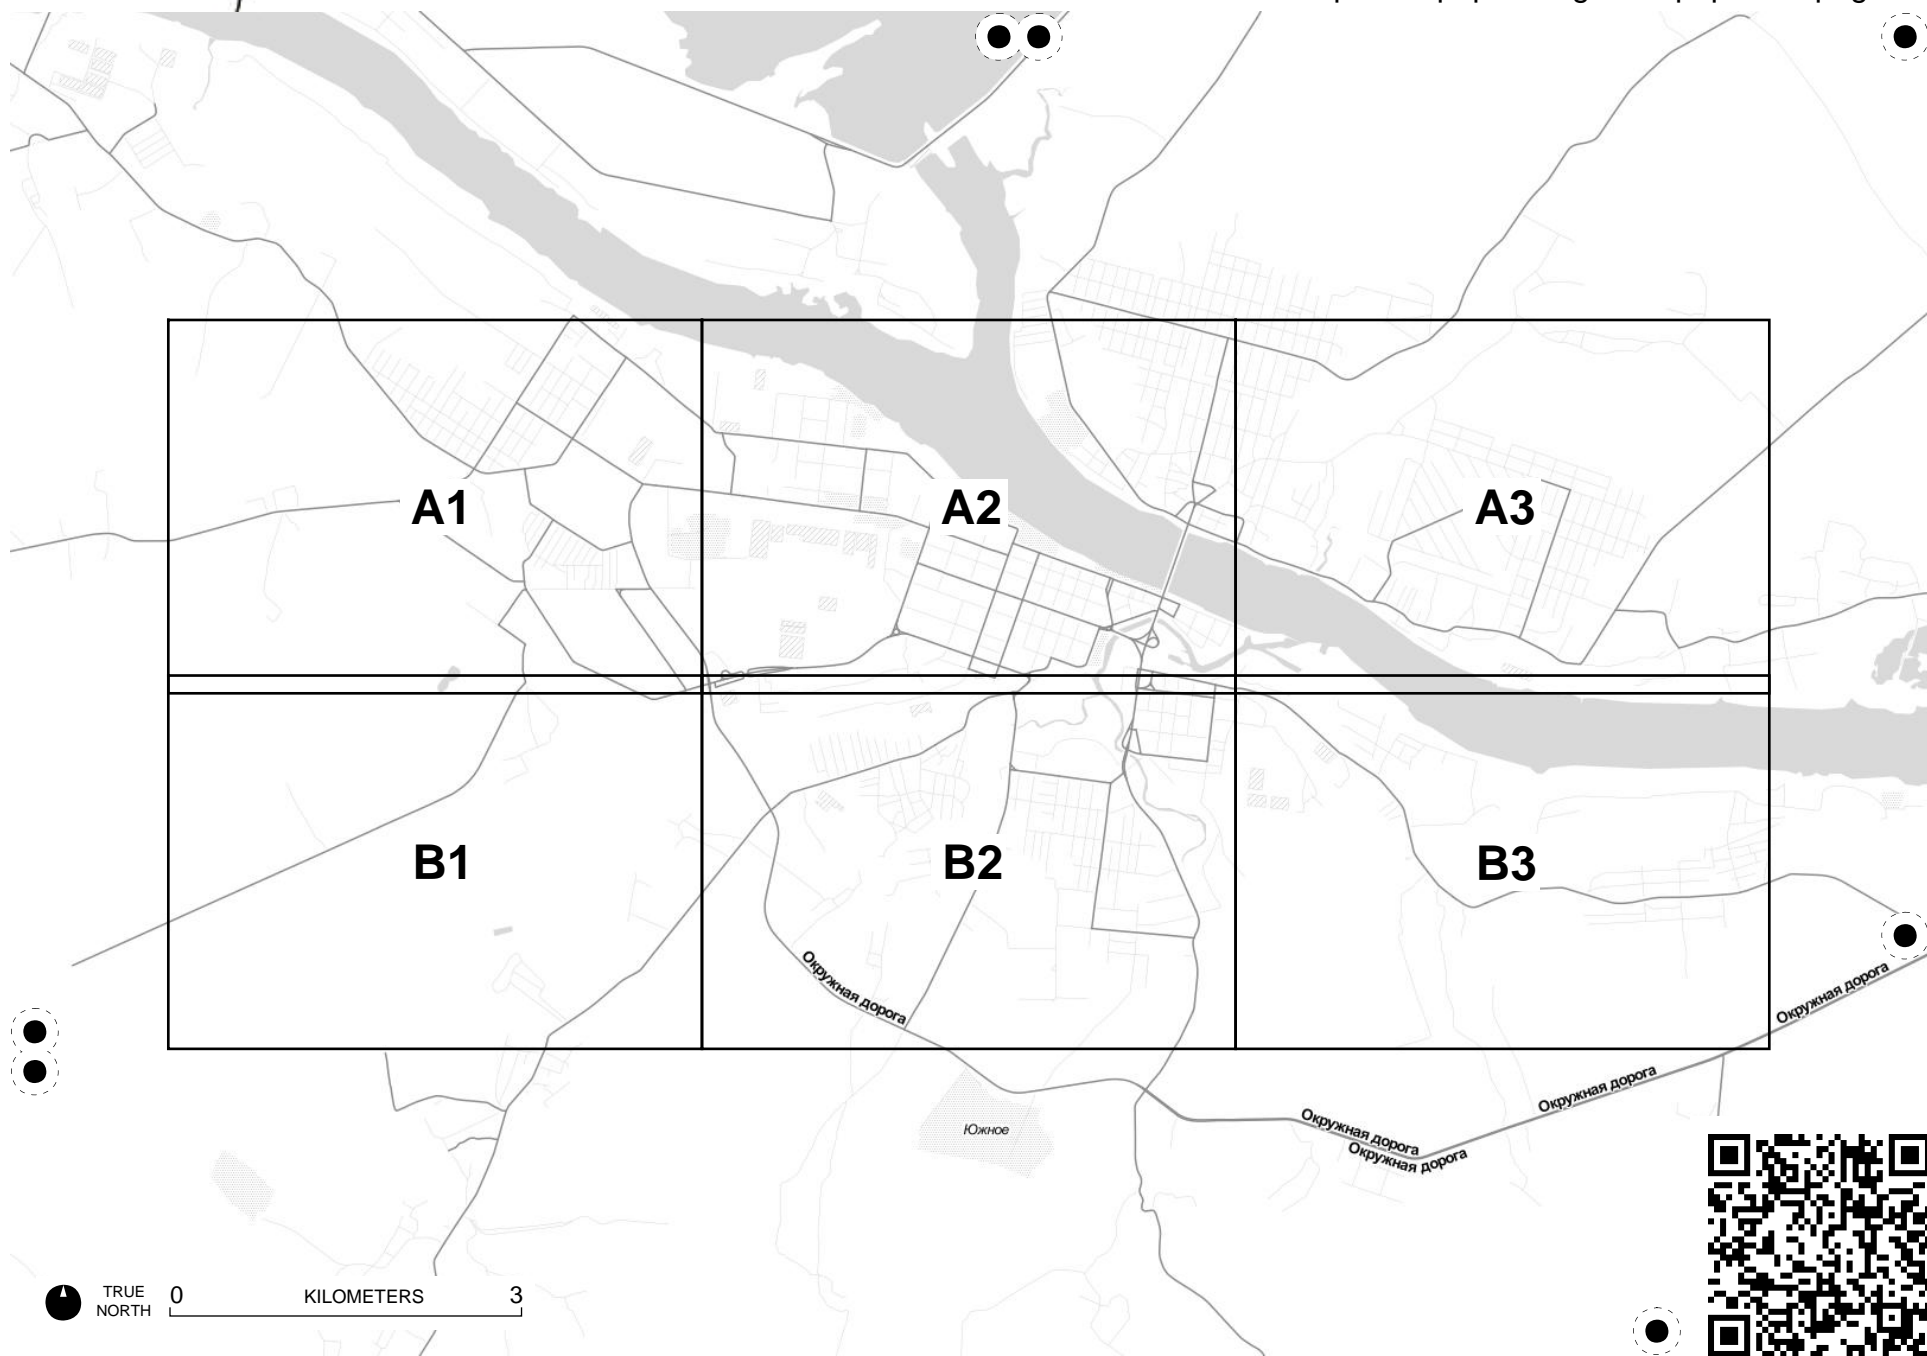 A1
A2
A3
B1
B2
B3
Окружная дорога
Окружная дорога
Окружная дорога
Окружная дорога
Окружная дорога
Южное
TRUE
NORTH
0 KILOMETERS 3